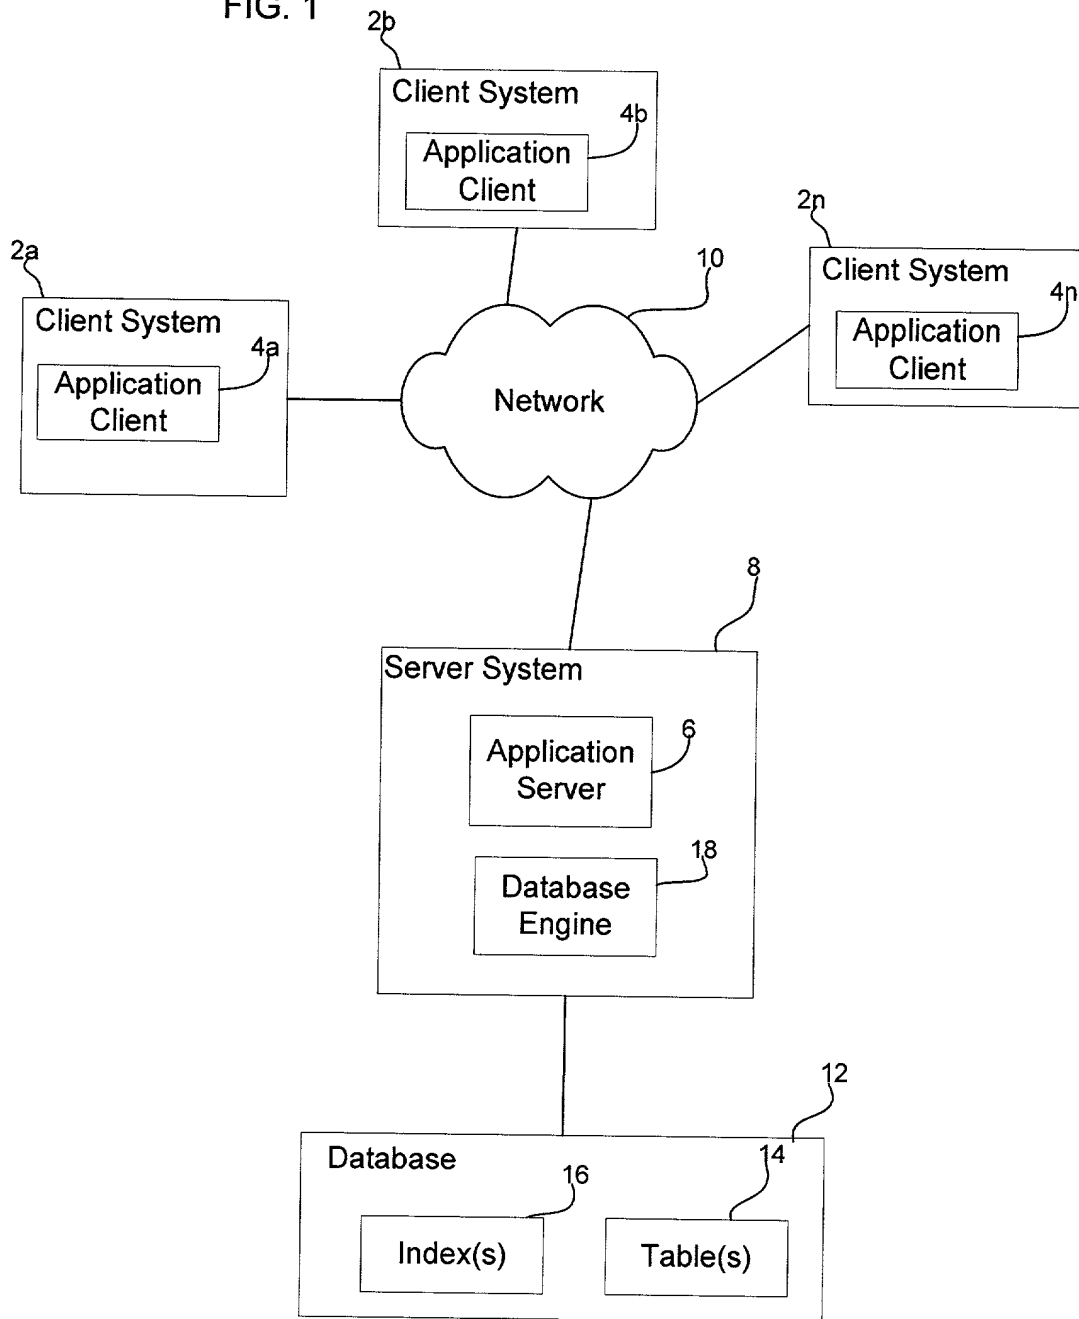 FIG. 1
2b
Client System
4b
Application
Client
2n
Client System
4n
Application
Client
2a
Client System
4a
Application
Client
10
Network
8
Server System
6
Application
Server
18
Database
Engine
12
Database
16
Index(s)
14
Table(s)